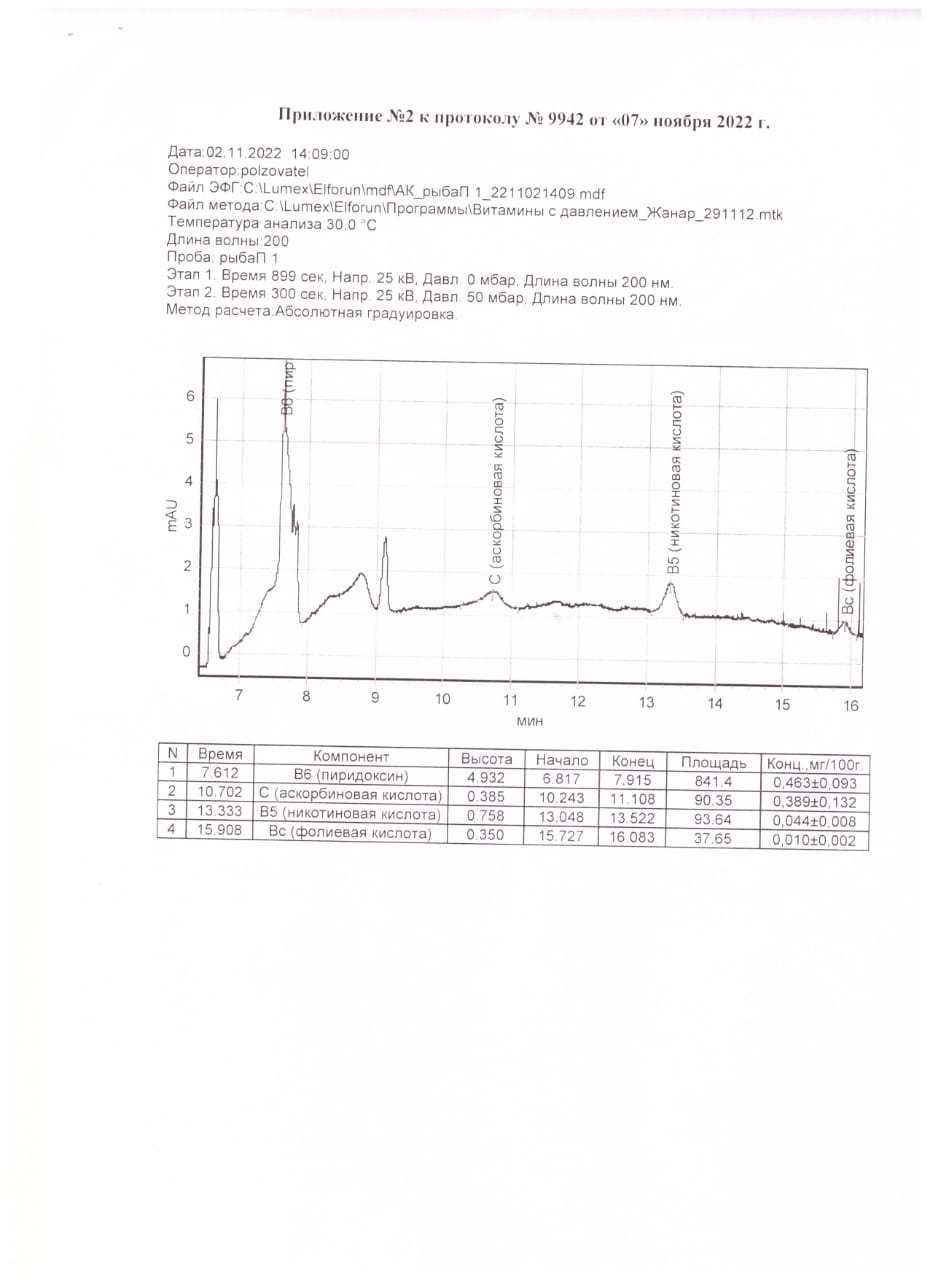 Приложение №2 к протоколу № 9942 от «07» ноября 2022 г.
Дата:02.11.2022 14:09:00
Оператор:polzovatel
Файл ЭФГ:C:\Lumex\Elforun\mdf\АК_рыбаП 1_2211021409.mdf
Файл метода:C:\Lumex\Elforun\Программы\Витамины с давлением_Жанар_291112.mtk
Температура анализа:30.0 °C
Длина волны:200
Проба: рыбаП 1
Этап 1. Время 899 сек, Напр. 25 кВ, Давл. 0 мбар, Длина волны 200 нм.
Этап 2. Время 300 сек, Напр. 25 кВ, Давл. 50 мбар, Длина волны 200 нм.
Метод расчета:Абсолютная градуировка.
mAU
6
5
4
3
2
1
0
B6 (пир
C (аскорбиновая кислота)
B5 (никотиновая кислота)
Bc (фолиевая кислота)
7 8 9 10 11 12 13 14 15 16
мин
N Время Компонент Высота Начало Конец Площадь Конц.,мг/100г.
1 7.612 B6 (пиридоксин) 4.932 6.817 7.915 841.4 0,463±0,093
2 10.702 C (аскорбиновая кислота) 0.385 10.243 11.108 90.35 0,389±0,132
3 13.333 B5 (никотиновая кислота) 0.758 13.048 13.522 93.64 0,044±0,008
4 15.908 Bc (фолиевая кислота) 0.350 15.727 16.083 37.65 0,010±0,002